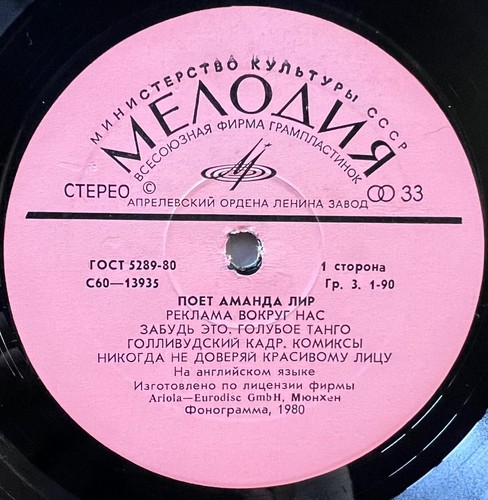 МИНИСТЕРСТВО КУЛЬТУРЫ СССР
МЕЛОДИЯ
ВСЕСОЮЗНАЯ ФИРМА ГРАМПЛАСТИНОК
СТЕРЕО © 33
АПРЕЛЕВСКИЙ ОРДЕНА ЛЕНИНА ЗАВОД
ГОСТ 5289-80 1 сторона
С60—13935 Гр. 3. 1-90
ПОЕТ АМАНДА ЛИР
РЕКЛАМА ВОКРУГ НАС
ЗАБУДЬ ЭТО. ГОЛУБОЕ ТАНГО
ГОЛЛИВУДСКИЙ КАДР. КОМИКСЫ
НИКОГДА НЕ ДОВЕРЯЙ КРАСИВОМУ ЛИЦУ
На английском языке
Изготовлено по лицензии фирмы
Ariola—Eurodisc GmbH, Мюнхен
Фонограмма, 1980